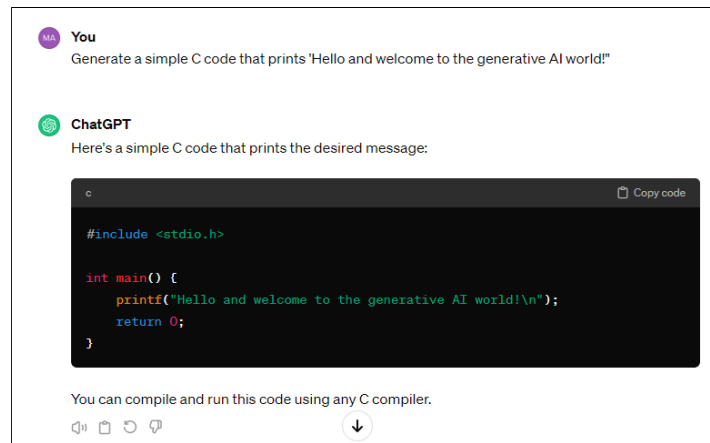 MA You
Generate a simple C code that prints 'Hello and welcome to the generative AI world!"
ChatGPT
Here's a simple C code that prints the desired message:
c Copy code
#include <stdio.h>
int main() {
    printf("Hello and welcome to the generative AI world!\n");
    return 0;
}
You can compile and run this code using any C compiler.